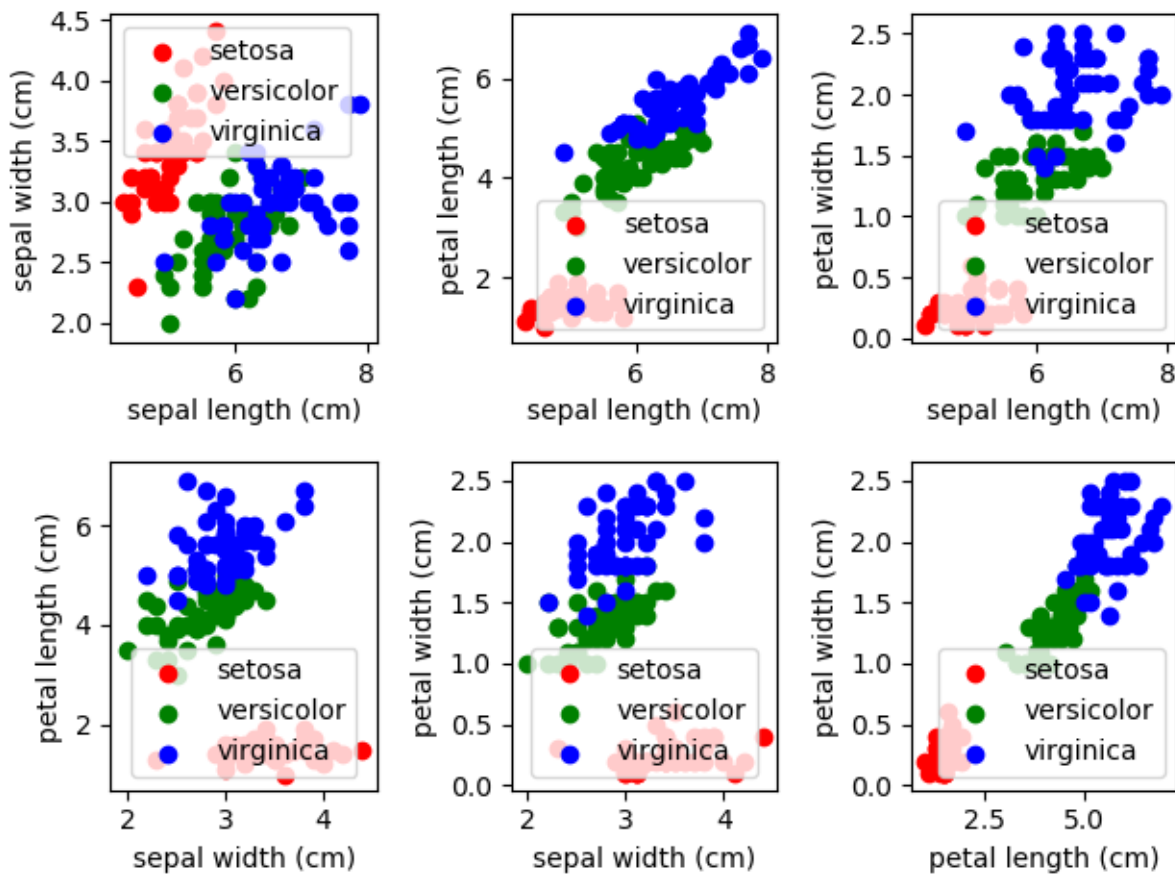 4.5
4.0
3.5
3.0
2.5
2.0
sepal width (cm)
setosa
versicolor
virginica
6
8
sepal length (cm)
6
4
2
petal length (cm)
setosa
versicolor
virginica
6
8
sepal length (cm)
2.5
2.0
1.5
1.0
0.5
0.0
petal width (cm)
setosa
versicolor
virginica
6
8
sepal length (cm)
6
4
2
petal length (cm)
setosa
versicolor
virginica
2
3
4
sepal width (cm)
2.5
2.0
1.5
1.0
0.5
0.0
petal width (cm)
setosa
versicolor
virginica
2
3
4
sepal width (cm)
2.5
2.0
1.5
1.0
0.5
0.0
petal width (cm)
setosa
versicolor
virginica
2.5
5.0
petal length (cm)